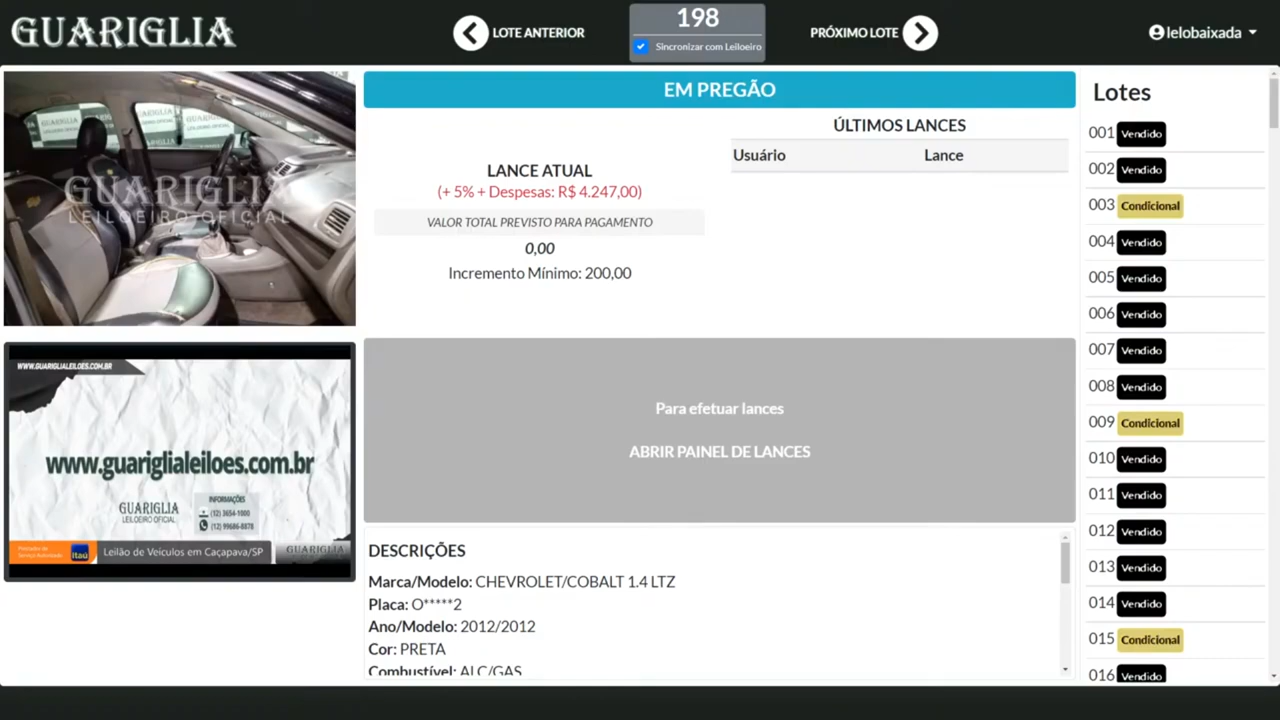 GUARIGLIA
LOTE ANTERIOR
198
Sincronizar com Leiloeiro
PRÓXIMO LOTE
lelobaixada
GUARIGLIA
LEILOEIRO OFICIAL
EM PREGÃO
LANCE ATUAL
(+ 5% + Despesas: R$ 4.247,00)
VALOR TOTAL PREVISTO PARA PAGAMENTO
0,00
Incremento Mínimo: 200,00
ÚLTIMOS LANCES
Usuário Lance
Para efetuar lances
ABRIR PAINEL DE LANCES
WWW.GUARIGLIALEILOES.COM.BR
www.guariglialeiloes.com.br
GUARIGLIA
LEILOEIRO OFICIAL
INFORMAÇÕES
(12) 3654-1000
(12) 99686-8878
Itaú
Leilão de Veículos em Caçapava/SP
GUARIGLIA
DESCRIÇÕES
Marca/Modelo: CHEVROLET/COBALT 1.4 LTZ
Placa: O*****2
Ano/Modelo: 2012/2012
Cor: PRETA
Combustível: ALC/GAS
Lotes
001 Vendido
002 Vendido
003 Condicional
004 Vendido
005 Vendido
006 Vendido
007 Vendido
008 Vendido
009 Condicional
010 Vendido
011 Vendido
012 Vendido
013 Vendido
014 Vendido
015 Condicional
016 Vendido